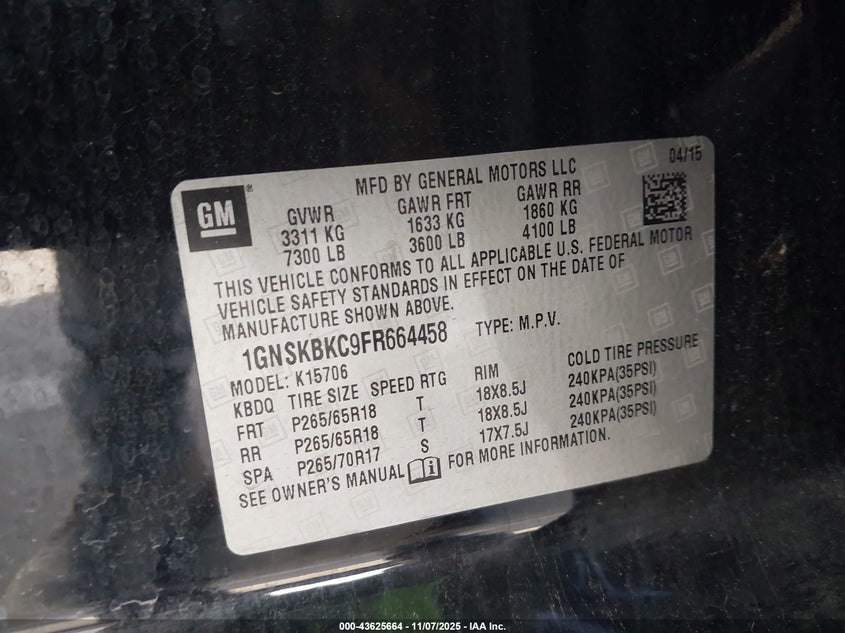 04/15
GM ®
MFD BY GENERAL MOTORS LLC
GVWR GAWR FRT GAWR RR
3311 KG 1633 KG 1860 KG
7300 LB 3600 LB 4100 LB
THIS VEHICLE CONFORMS TO ALL APPLICABLE U.S. FEDERAL MOTOR
VEHICLE SAFETY STANDARDS IN EFFECT ON THE DATE OF
MANUFACTURE SHOWN ABOVE.
1GNSKBKC9FR664458 TYPE: M.P.V.
MODEL: K15706
KBDQ TIRE SIZE SPEED RTG RIM COLD TIRE PRESSURE
FRT P265/65R18 T 18X8.5J 240KPA(35PSI)
RR P265/65R18 T 18X8.5J 240KPA(35PSI)
SPA P265/70R17 S 17X7.5J 240KPA(35PSI)
SEE OWNER'S MANUAL FOR MORE INFORMATION.
000-43625664 - 11/07/2025 - IAA Inc.